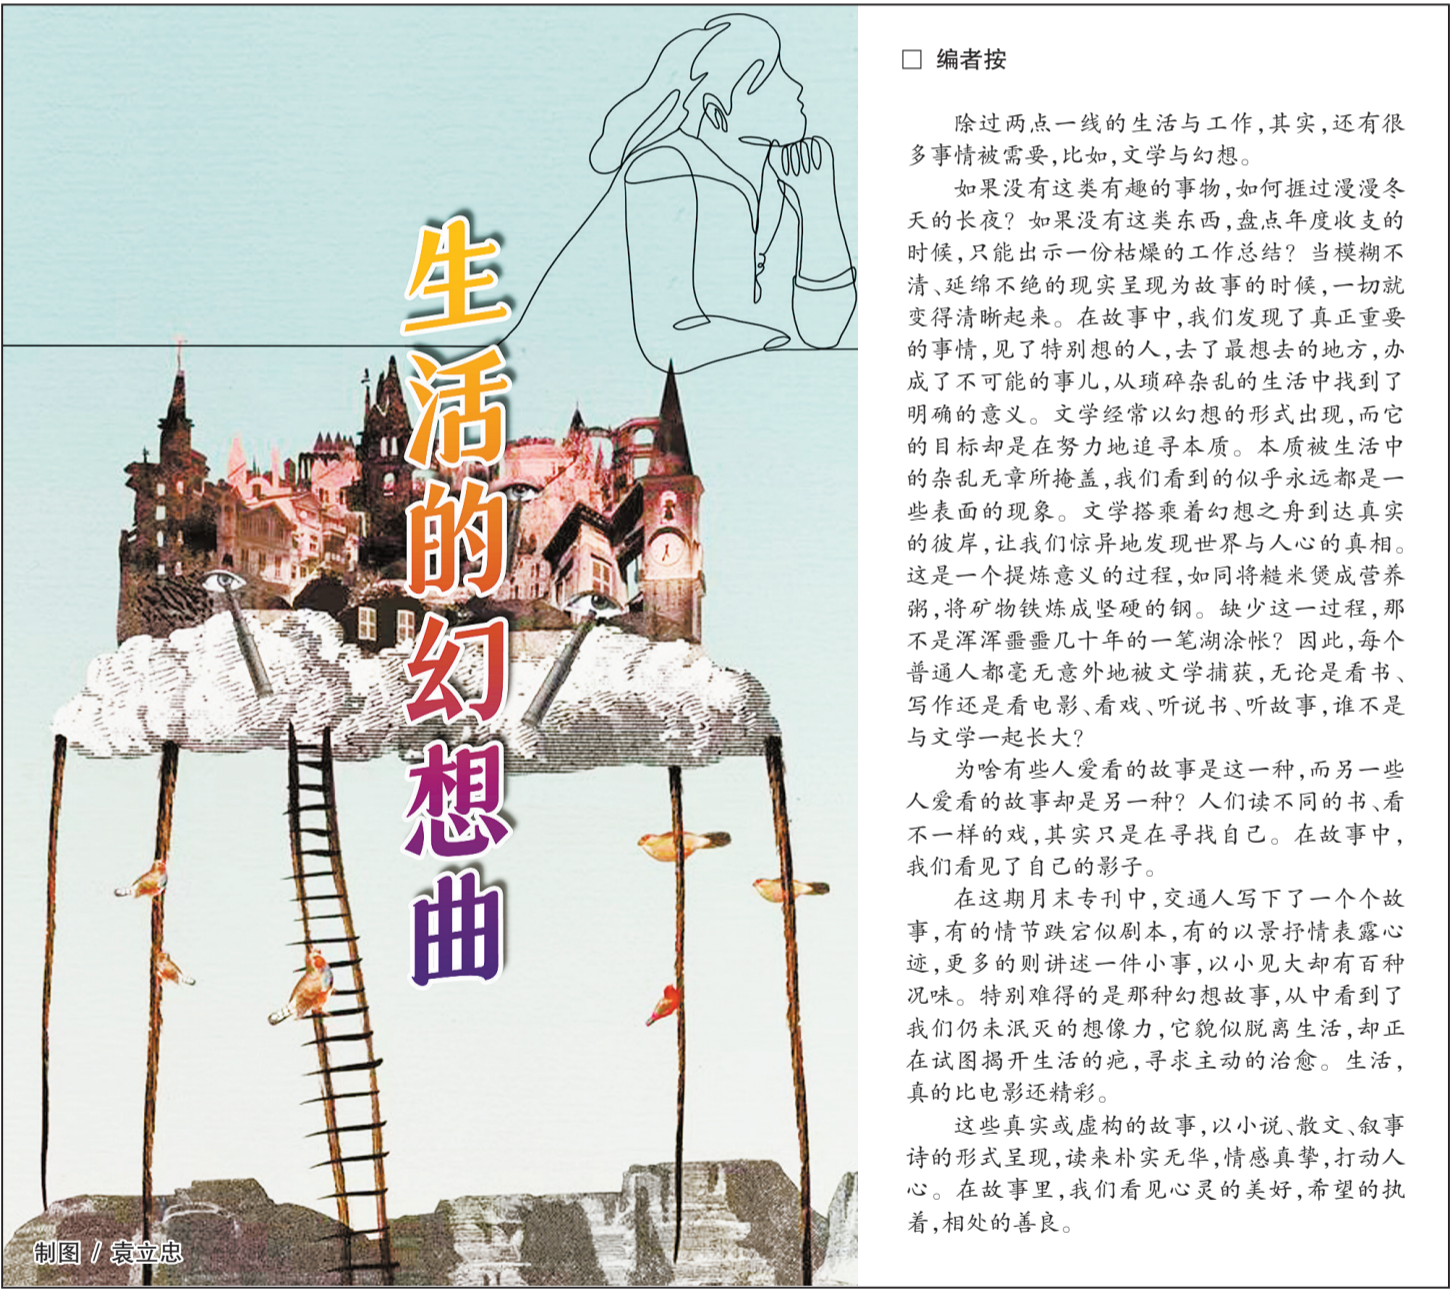 生活的幻想曲
制图 / 袁立忠
□ 编者按
除过两点一线的生活与工作,其实,还有很
多事情被需要,比如,文学与幻想。
如果没有这类有趣的事物,如何捱过漫漫冬
天的长夜?如果没有这类东西,盘点年度收支的
时候,只能出示一份枯燥的工作总结?当模糊不
清、延绵不绝的现实呈现为故事的时候,一切就
变得清晰起来。在故事中,我们发现了真正重要
的事情,见了特别想的人,去了最想去的地方,办
成了不可能的事儿,从琐碎杂乱的生活中找到了
明确的意义。文学经常以幻想的形式出现,而它
的目标却是在努力地追寻本质。本质被生活中
的杂乱无章所掩盖,我们看到的似乎永远都是一
些表面的现象。文学搭乘着幻想之舟到达真实
的彼岸,让我们惊异地发现世界与人心的真相。
这是一个提炼意义的过程,如同将糙米煲成营养
粥,将矿物铁炼成坚硬的钢。缺少这一过程,那
不是浑浑噩噩几十年的一笔湖涂帐?因此,每个
普通人都毫无意外地被文学捕获,无论是看书、
写作还是看电影、看戏、听说书、听故事,谁不是
与文学一起长大?
为啥有些人爱看的故事是这一种,而另一些
人爱看的故事却是另一种?人们读不同的书、看
不一样的戏,其实只是在寻找自己。在故事中,
我们看见了自己的影子。
在这期月末专刊中,交通人写下了一个个故
事,有的情节跌宕似剧本,有的以景抒情表露心
迹,更多的则讲述一件小事,以小见大却有百种
况味。特别难得的是那种幻想故事,从中看到了
我们仍未泯灭的想像力,它貌似脱离生活,却正
在试图揭开生活的疤,寻求主动的治愈。生活,
真的比电影还精彩。
这些真实或虚构的故事,以小说、散文、叙事
诗的形式呈现,读来朴实无华,情感真挚,打动人
心。在故事里,我们看见心灵的美好,希望的执
着,相处的善良。